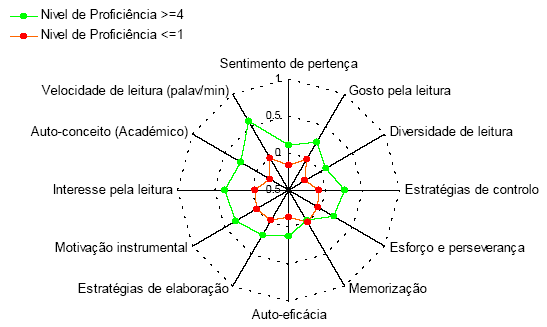 Nivel de Proficiência >=4
Nivel de Proficiência <=1
Sentimento de pertença
1
Velocidade de leitura (palav/min)
Gosto pela leitura
0.5
Auto-conceito (Académico)
Diversidade de leitura
0
Interesse pela leitura
-0.5
Estratégias de controlo
Motivação instrumental
Esforço e perseverança
Estratégias de elaboração
Memorização
Auto-eficácia